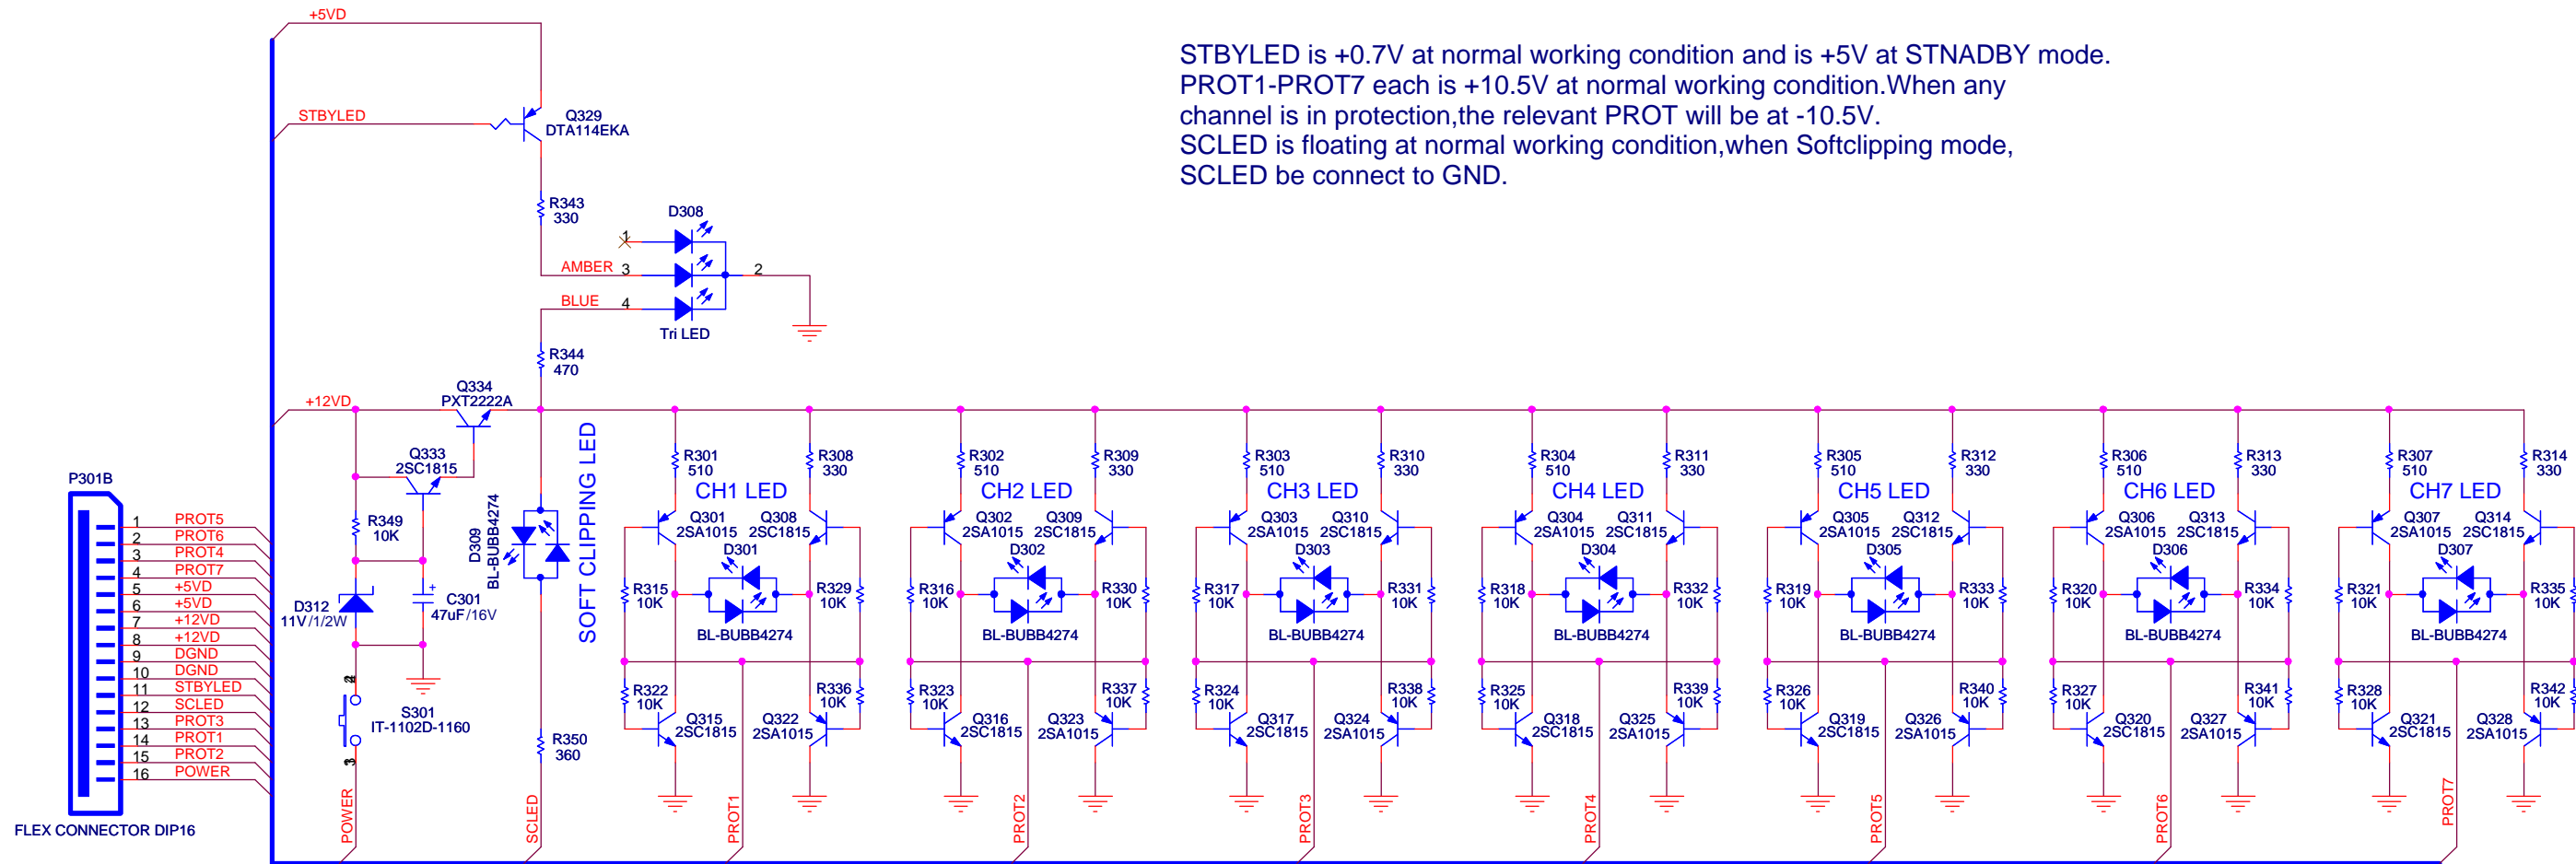 +5VD
STBYLED is +0.7V at normal working condition and is +5V at STNADBY mode.
PROT1-PROT7 each is +10.5V at normal working condition.When any
channel is in protection,the relevant PROT will be at -10.5V.
SCLED is floating at normal working condition,when Softclipping mode,
SCLED be connect to GND.
STBYLED
Q329
DTA114EKA
R343
330
D308
1
AMBER 3
2
BLUE 4
Tri LED
R344
470
+12VD
Q334
PXT2222A
Q333
2SC1815
R349
10K
D312
11V/1/2W
C301
+
47uF/16V
S301
IT-1102D-1160
POWER
D309
BL-BUBB4274
SOFT CLIPPING LED
R350
360
SCLED
P301B
1 PROT5
2 PROT6
3 PROT4
4 PROT7
5 +5VD
6 +5VD
7 +12VD
8 +12VD
9 DGND
10 DGND
11 STBYLED
12 SCLED
13 PROT3
14 PROT1
15 PROT2
16 POWER
FLEX CONNECTOR DIP16
R301
510
R308
330
CH1 LED
Q301
2SA1015
Q308
2SC1815
D301
R315
10K
R329
10K
BL-BUBB4274
R322
10K
R336
10K
Q315
2SC1815
Q322
2SA1015
PROT1
R302
510
R309
330
CH2 LED
Q302
2SA1015
Q309
2SC1815
D302
R316
10K
R330
10K
BL-BUBB4274
R323
10K
R337
10K
Q316
2SC1815
Q323
2SA1015
PROT2
R303
510
R310
330
CH3 LED
Q303
2SA1015
Q310
2SC1815
D303
R317
10K
R331
10K
BL-BUBB4274
R324
10K
R338
10K
Q317
2SC1815
Q324
2SA1015
PROT3
R304
510
R311
330
CH4 LED
Q304
2SA1015
Q311
2SC1815
D304
R318
10K
R332
10K
BL-BUBB4274
R325
10K
R339
10K
Q318
2SC1815
Q325
2SA1015
PROT4
R305
510
R312
330
CH5 LED
Q305
2SA1015
Q312
2SC1815
D305
R319
10K
R333
10K
BL-BUBB4274
R326
10K
R340
10K
Q319
2SC1815
Q326
2SA1015
PROT5
R306
510
R313
330
CH6 LED
Q306
2SA1015
Q313
2SC1815
D306
R320
10K
R334
10K
BL-BUBB4274
R327
10K
R341
10K
Q320
2SC1815
Q327
2SA1015
PROT6
R307
510
R314
330
CH7 LED
Q307
2SA1015
Q314
2SC1815
D307
R321
10K
R335
10K
BL-BUBB4274
R328
10K
R342
10K
Q321
2SC1815
Q328
2SA1015
PROT7